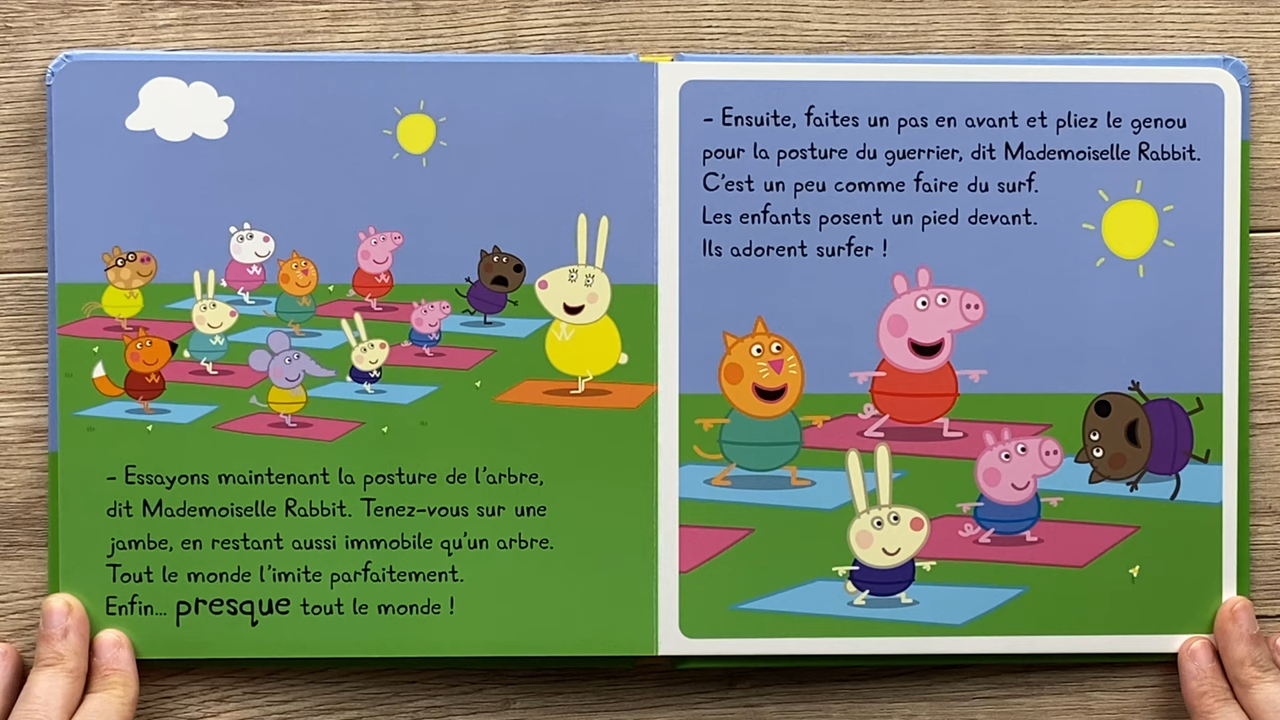 - Essayons maintenant la posture de l'arbre,
dit Mademoiselle Rabbit. Tenez-vous sur une
jambe, en restant aussi immobile qu'un arbre.
Tout le monde l'imite parfaitement.
Enfin... presque tout le monde !
- Ensuite, faites un pas en avant et pliez le genou
pour la posture du guerrier, dit Mademoiselle Rabbit.
C'est un peu comme faire du surf.
Les enfants posent un pied devant.
Ils adorent surfer !